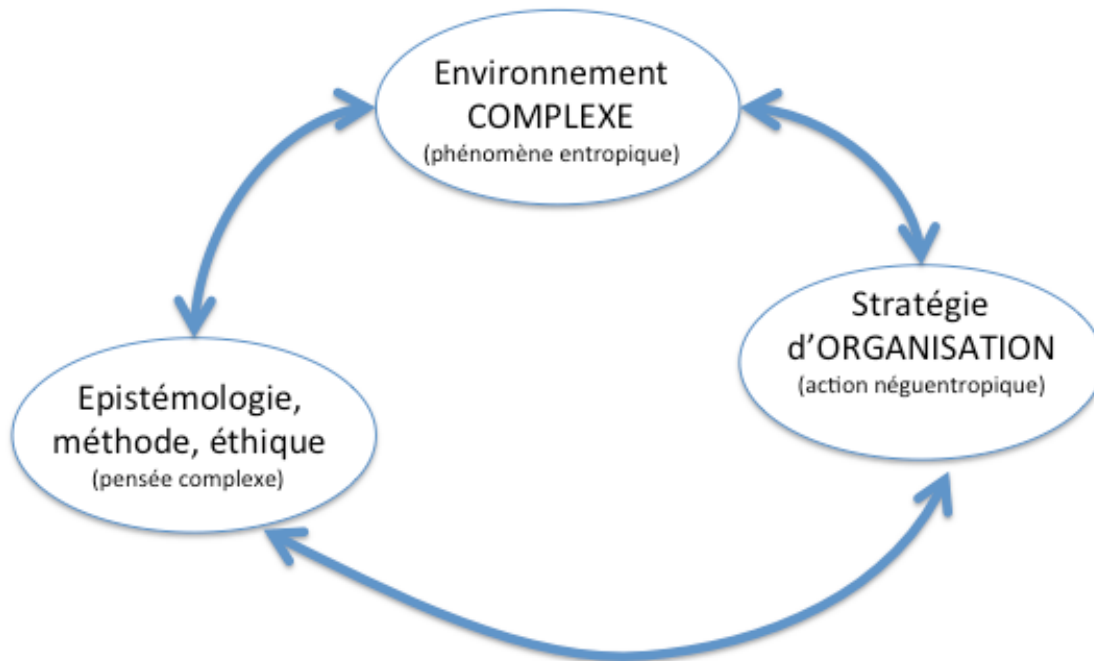 Environnement
COMPLEXE
(phénomène entropique)
Stratégie
d'ORGANISATION
(action néguentropique)
Epistémologie,
méthode, éthique
(pensée complexe)